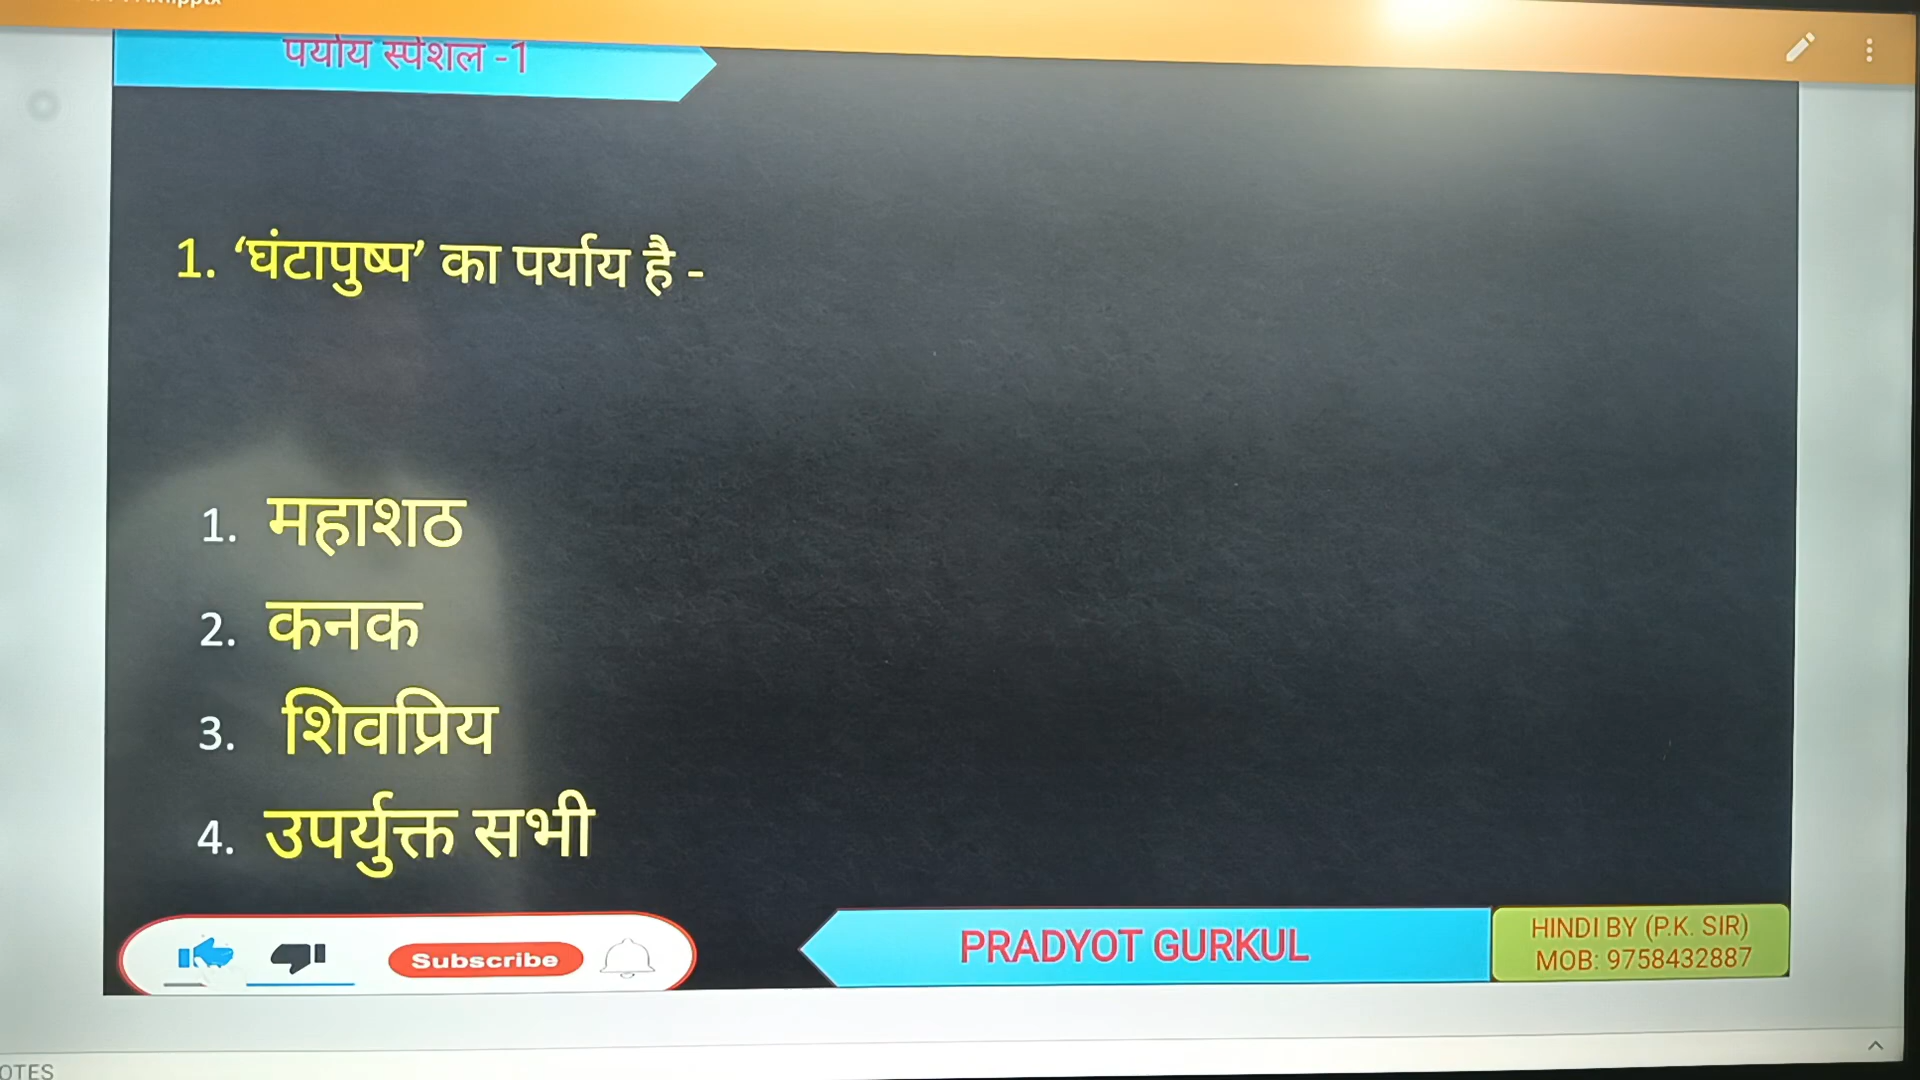 पर्याय स्पेशल -1
1. ‘घंटापुष्प’ का पर्याय है -
1. महाशठ
2. कनक
3. शिवप्रिय
4. उपर्युक्त सभी
Subscribe
PRADYOT GURKUL
HINDI BY (P.K. SIR)
MOB: 9758432887
OTES